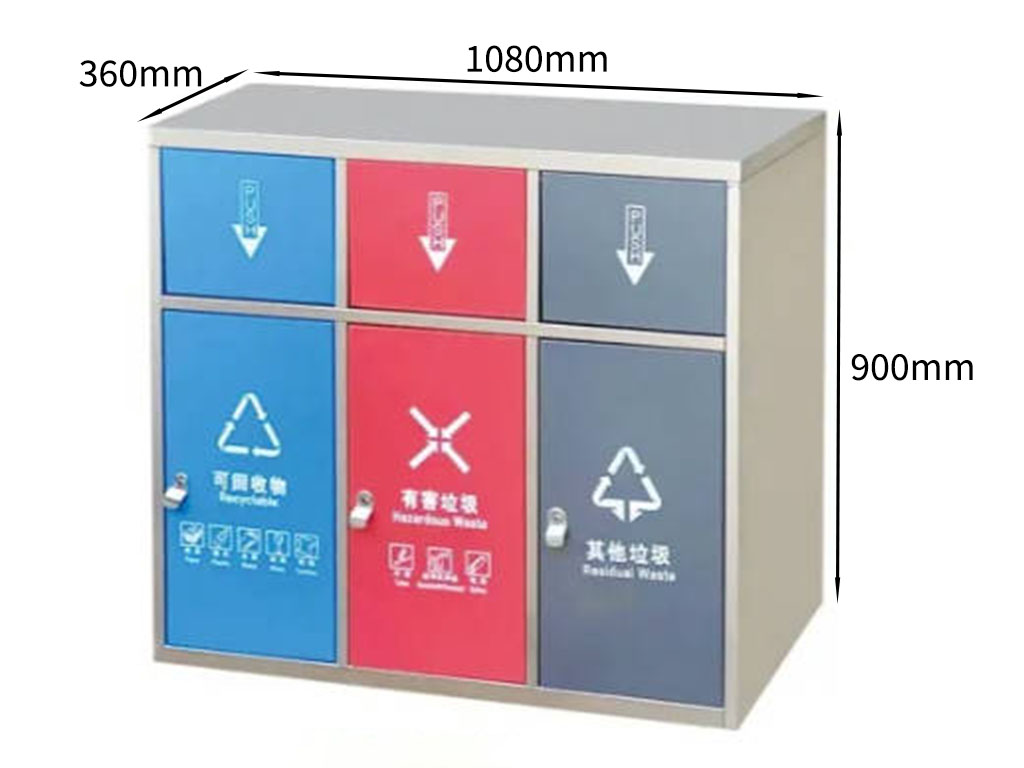 360mm
1080mm
900mm
PUSH
PUSH
PUSH
可回收物
Recyclable
有害垃圾
Hazardous Waste
其他垃圾
Residual Waste